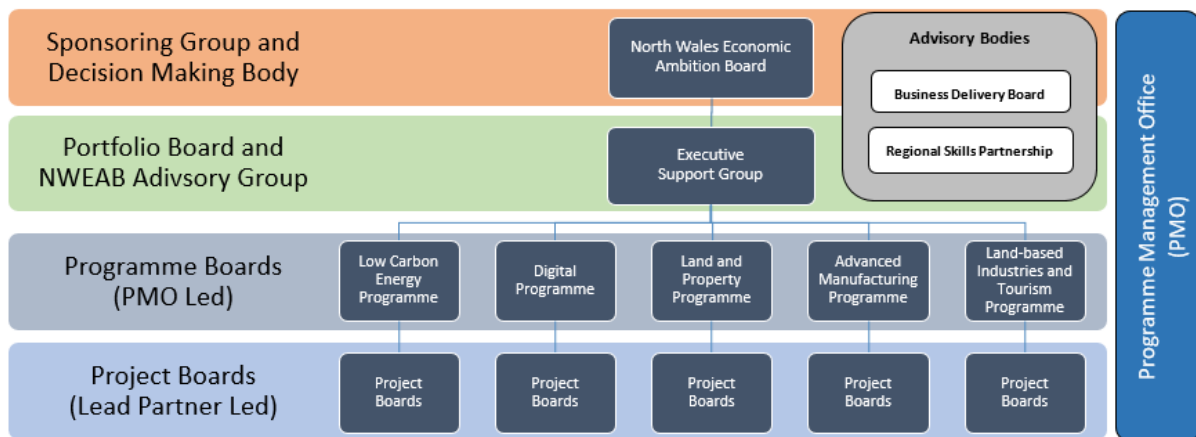 Sponsoring Group and
Decision Making Body
North Wales Economic
Ambition Board
Advisory Bodies
Business Delivery Board
Regional Skills Partnership
Portfolio Board and
NWEAB Adivsory Group
Executive
Support Group
Programme Boards
(PMO Led)
Low Carbon
Energy
Programme
Digital
Programme
Land and
Property
Programme
Advanced
Manufacturing
Programme
Land-based
Industries and
Tourism
Programme
Project Boards
(Lead Partner Led)
Project
Boards
Project
Boards
Project
Boards
Project
Boards
Project
Boards
Programme Management Office
(PMO)